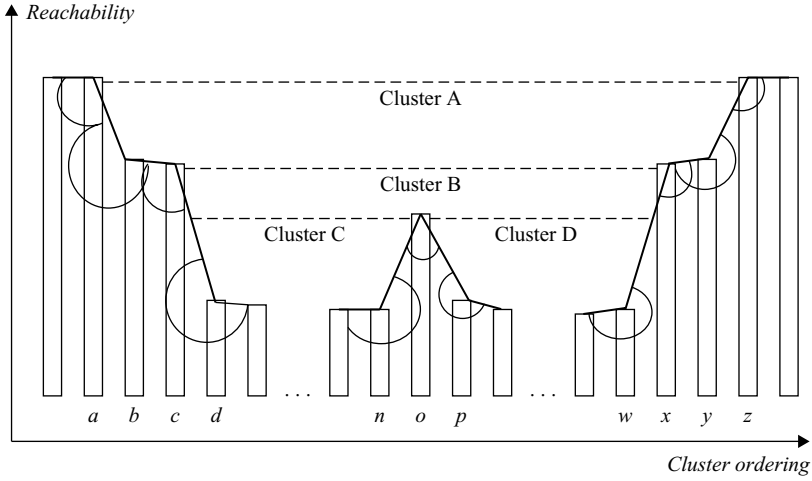 Reachability
Cluster A
Cluster B
Cluster C Cluster D
... ...
a b c d n o p w x y z
Cluster ordering